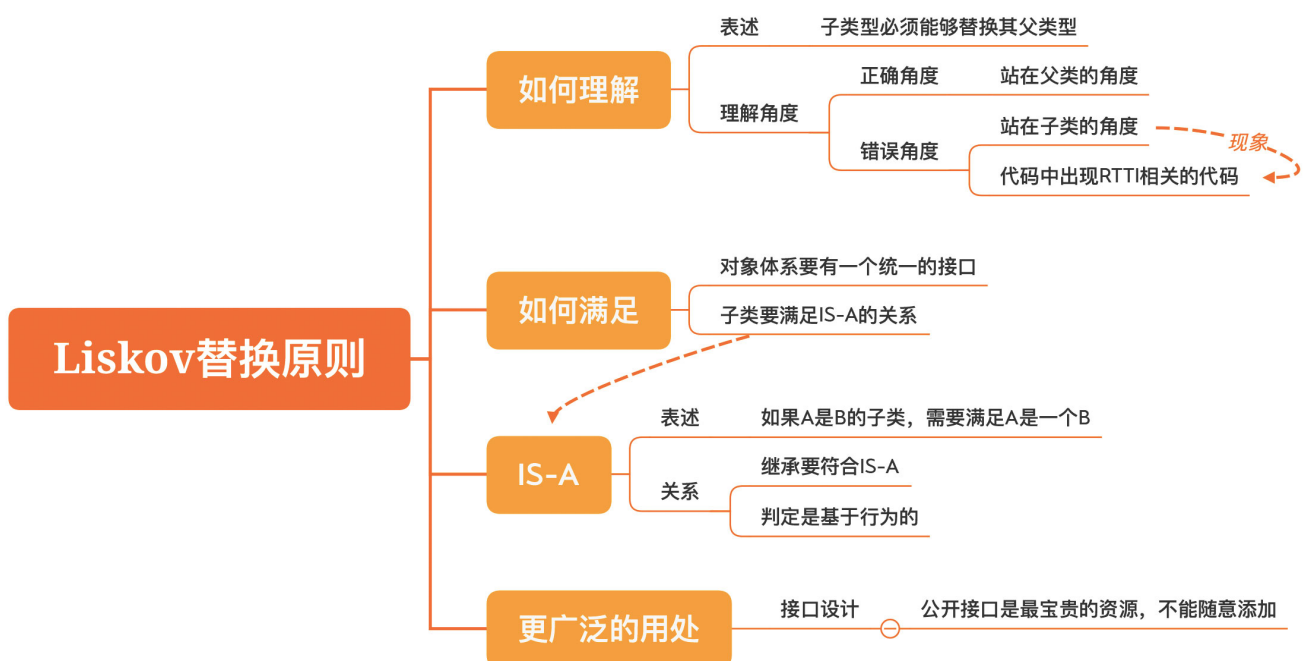 Liskov替换原则
如何理解
表述
子类型必须能够替换其父类型
理解角度
正确角度
站在父类的角度
错误角度
站在子类的角度
现象
代码中出现RTTI相关的代码
如何满足
对象体系要有一个统一的接口
子类要满足IS-A的关系
IS-A
表述
如果A是B的子类，需要满足A是一个B
关系
继承要符合IS-A
判定是基于行为的
更广泛的用处
接口设计
公开接口是最宝贵的资源，不能随意添加